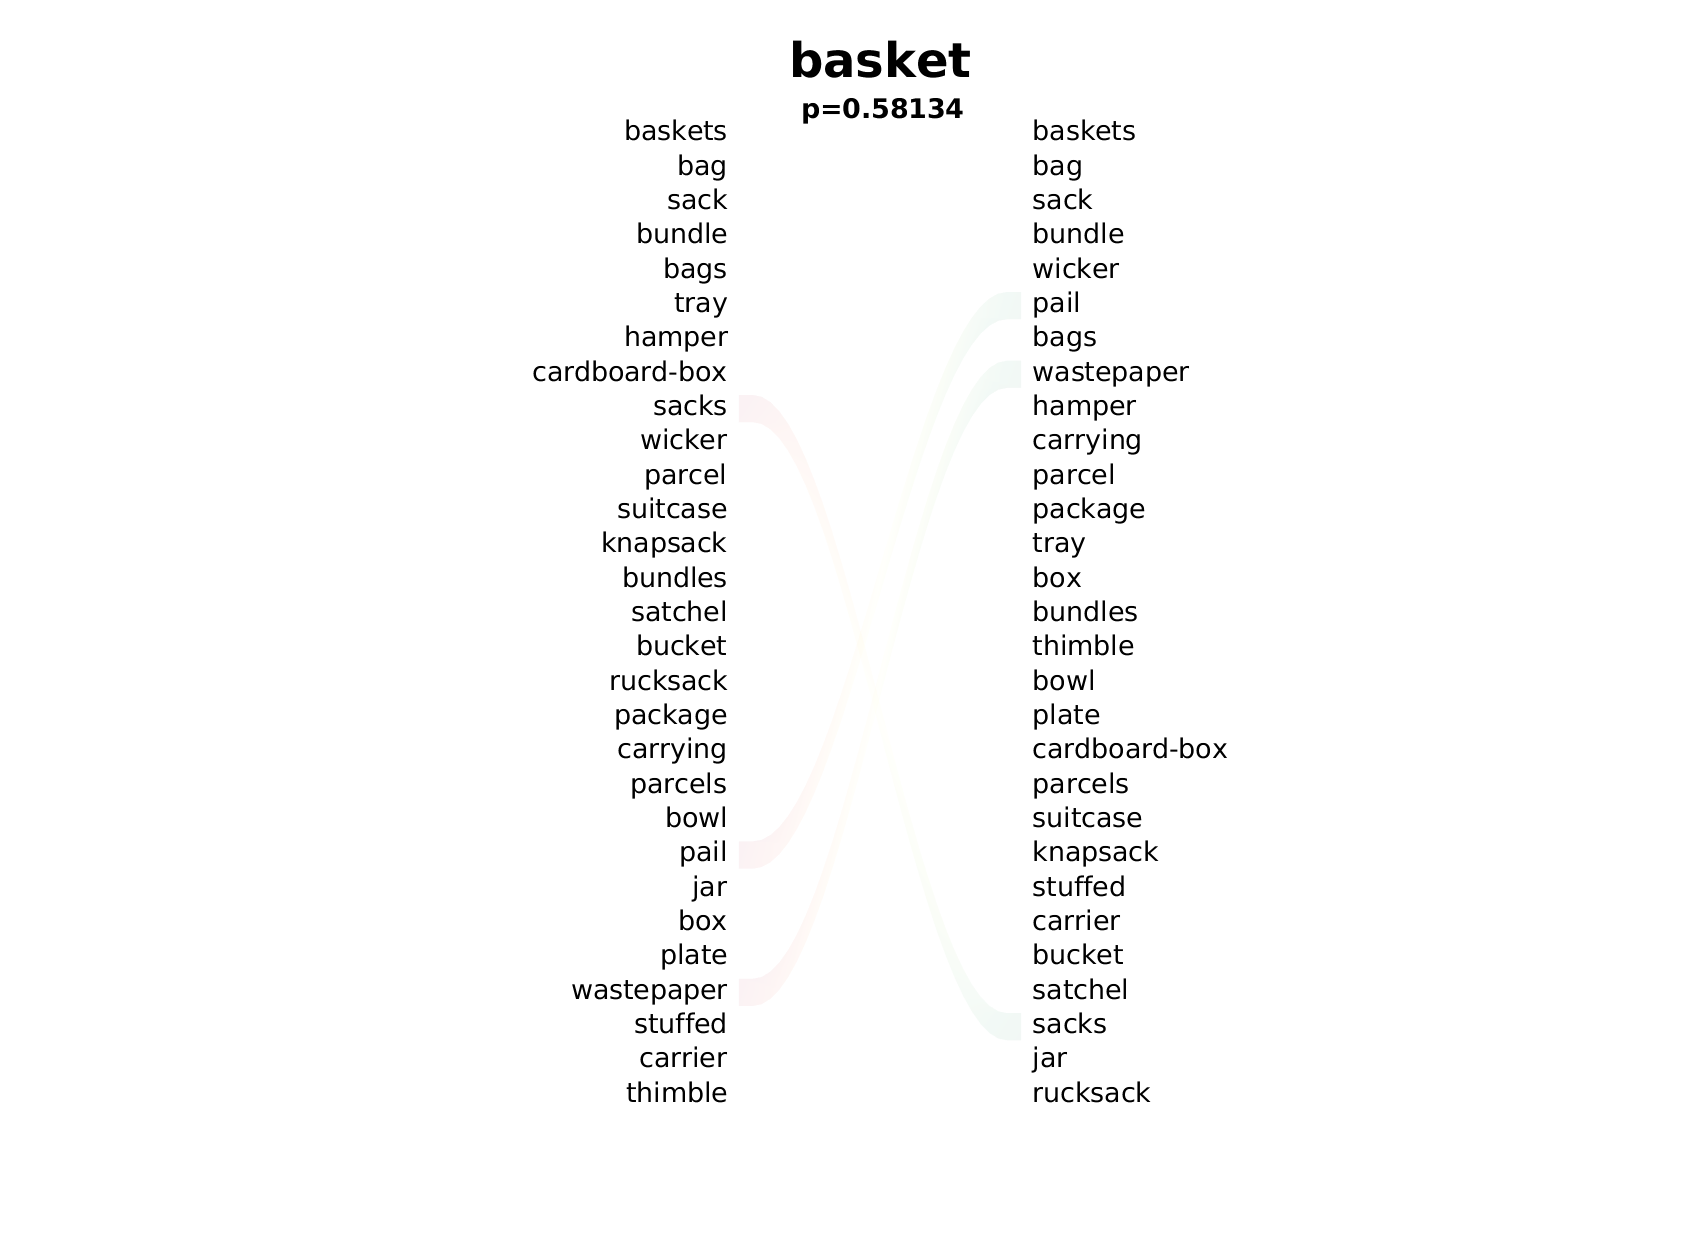 basket
p=0.58134
baskets baskets
bag bag
sack sack
bundle bundle
bags wicker
tray pail
hamper bags
cardboard-box wastepaper
sacks hamper
wicker carrying
parcel parcel
suitcase package
knapsack tray
bundles box
satchel bundles
bucket thimble
rucksack bowl
package plate
carrying cardboard-box
parcels parcels
bowl suitcase
pail knapsack
jar stuffed
box carrier
plate bucket
wastepaper satchel
stuffed sacks
carrier jar
thimble rucksack